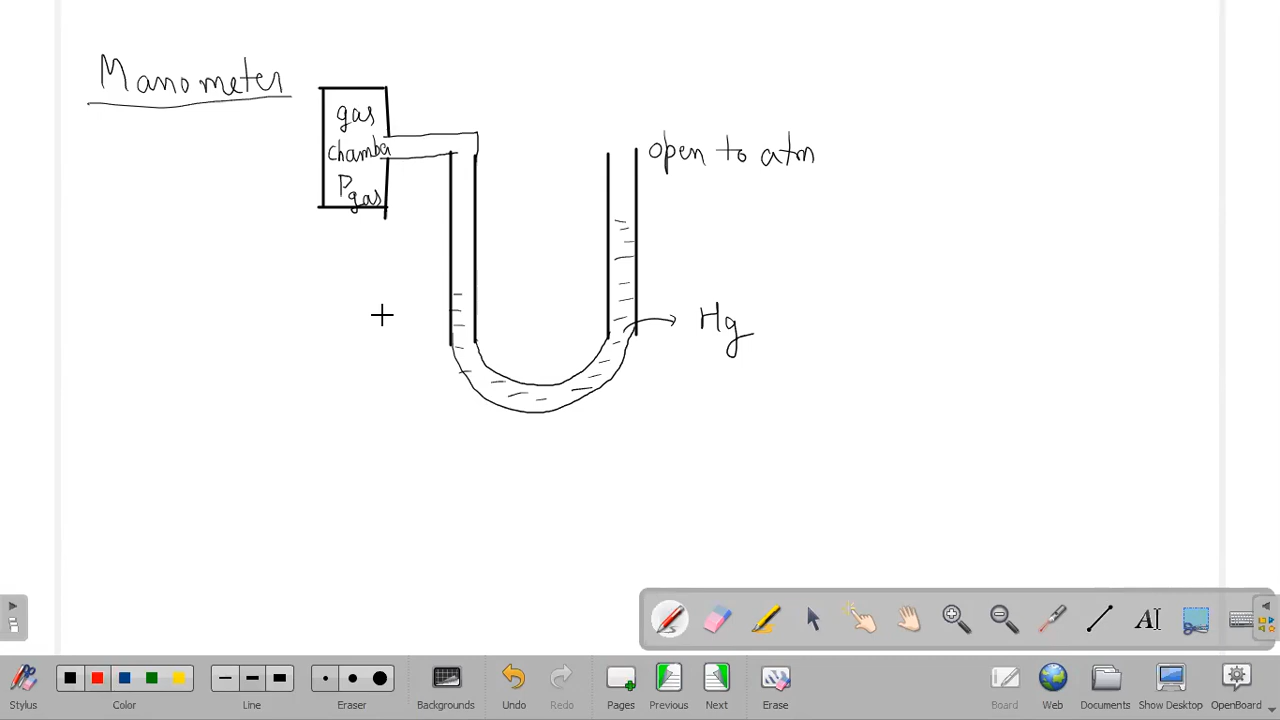 Manometer
gas
chamba
Pgas
open to atm
Hg
Stylus
Color
Line
Eraser
Backgrounds
Undo
Redo
Pages
Previous
Next
Erase
Board
Web
Documents
Show Desktop
OpenBoard